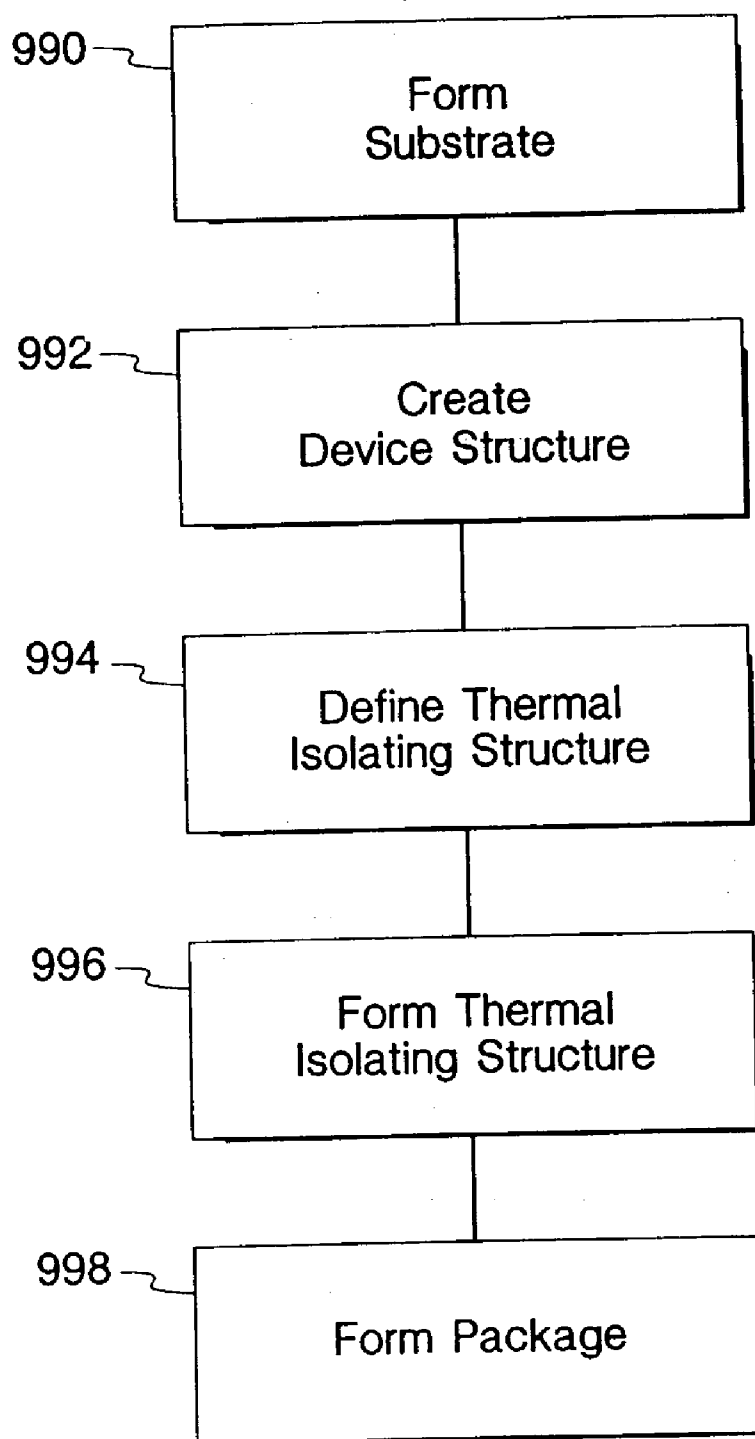 990
Form
Substrate
992
Create
Device Structure
994
Define Thermal
Isolating Structure
996
Form Thermal
Isolating Structure
998
Form Package